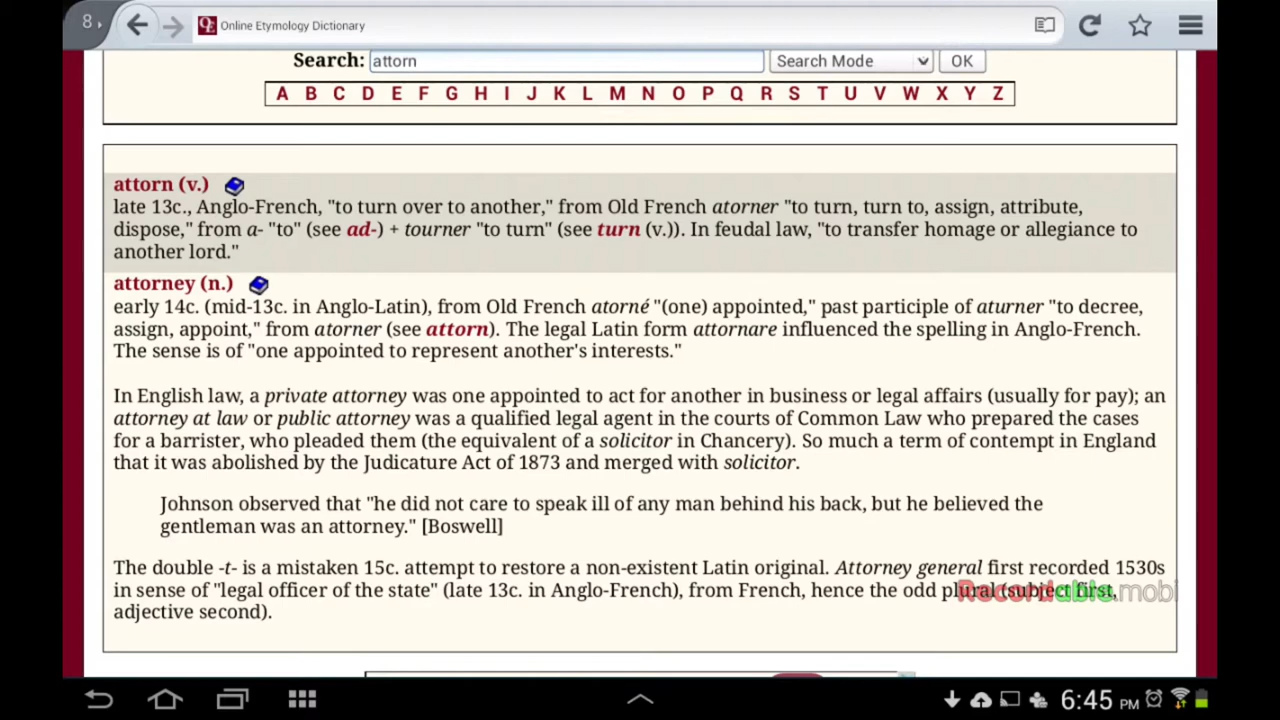 8
Online Etymology Dictionary
Search: attorn Search Mode OK
A B C D E F G H I J K L M N O P Q R S T U V W X Y Z
attorn (v.)
late 13c., Anglo-French, "to turn over to another," from Old French atorner "to turn, turn to, assign, attribute,
dispose," from a- "to" (see ad-) + tourner "to turn" (see turn (v.)). In feudal law, "to transfer homage or allegiance to
another lord."
attorney (n.)
early 14c. (mid-13c. in Anglo-Latin), from Old French atorné "(one) appointed," past participle of aturner "to decree,
assign, appoint," from atorner (see attorn). The legal Latin form attornare influenced the spelling in Anglo-French.
The sense is of "one appointed to represent another's interests."
In English law, a private attorney was one appointed to act for another in business or legal affairs (usually for pay); an
attorney at law or public attorney was a qualified legal agent in the courts of Common Law who prepared the cases
for a barrister, who pleaded them (the equivalent of a solicitor in Chancery). So much a term of contempt in England
that it was abolished by the Judicature Act of 1873 and merged with solicitor.
Johnson observed that "he did not care to speak ill of any man behind his back, but he believed the
gentleman was an attorney." [Boswell]
The double -t- is a mistaken 15c. attempt to restore a non-existent Latin original. Attorney general first recorded 1530s
in sense of "legal officer of the state" (late 13c. in Anglo-French), from French, hence the odd plural (subject first,
Recordable.mobi
adjective second).
6:45 PM